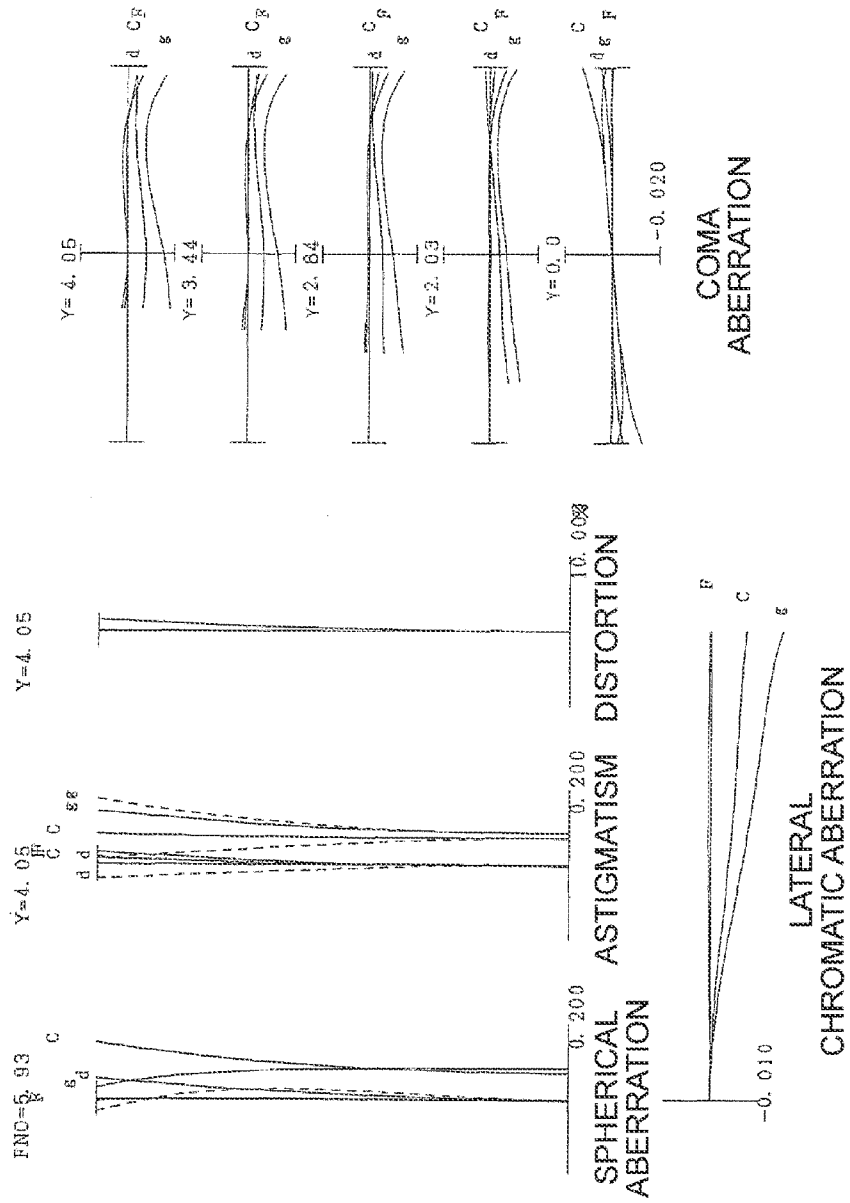 FNO=5. 93
g d
C
0. 200
SPHERICAL
ABERRATION
Y=4. 05
d C d C g g
0. 200
ASTIGMATISM
Y=4. 05
10. 00%
DISTORTION
Y=4. 05
d C F g
Y=3. 44
d C F g
Y=2. 84
d C F g
Y=2. 03
d C F g
Y=0. 0
C
d g F
-0. 020
COMA
ABERRATION
F
C
g
-0. 010
LATERAL
CHROMATIC ABERRATION